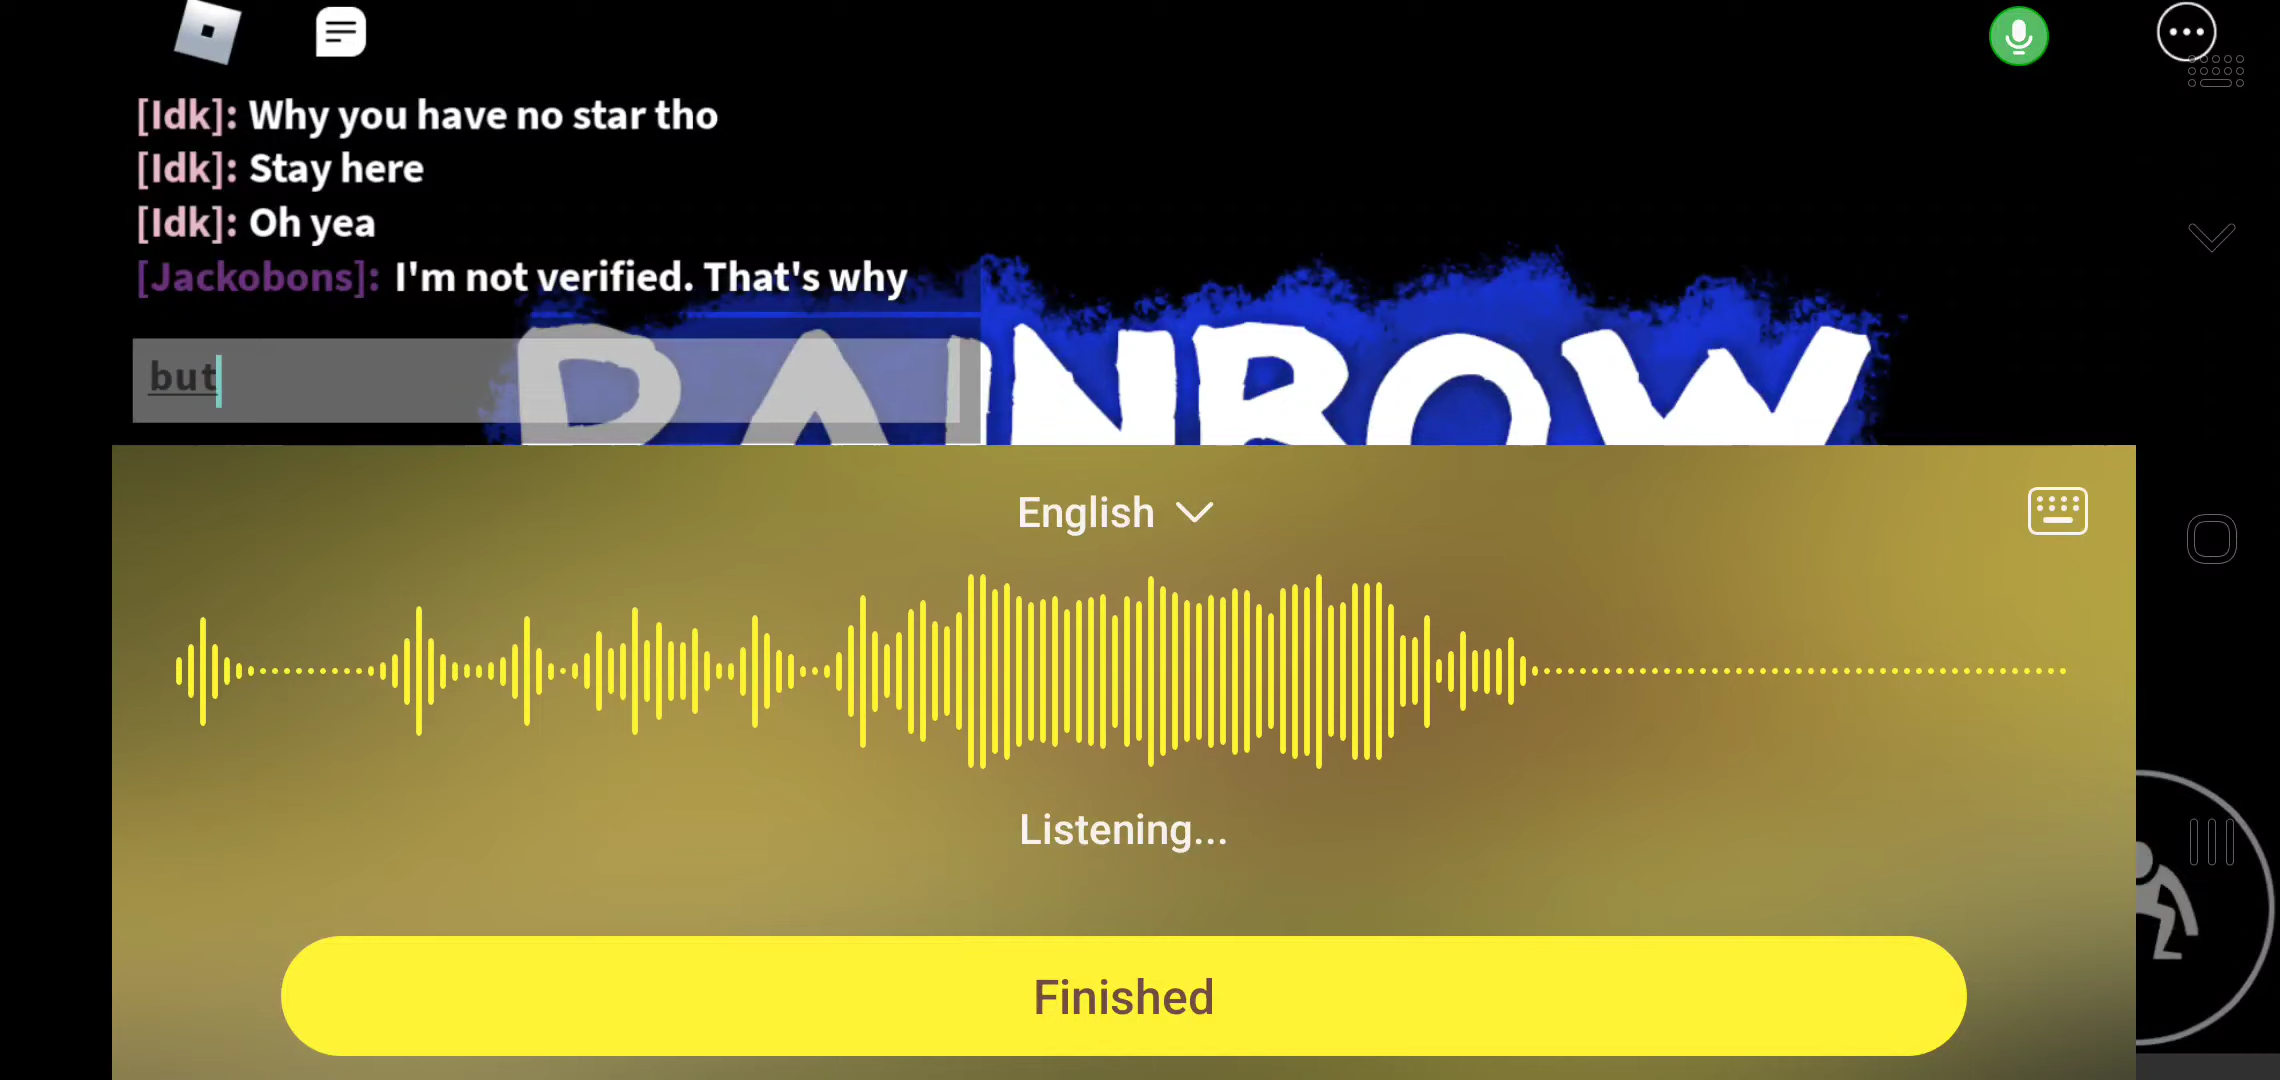 [Idk]: Why you have no star tho
[Idk]: Stay here
[Idk]: Oh yea
[Jackobons]: I'm not verified. That's why
but
RAINBOW
English
Listening...
Finished